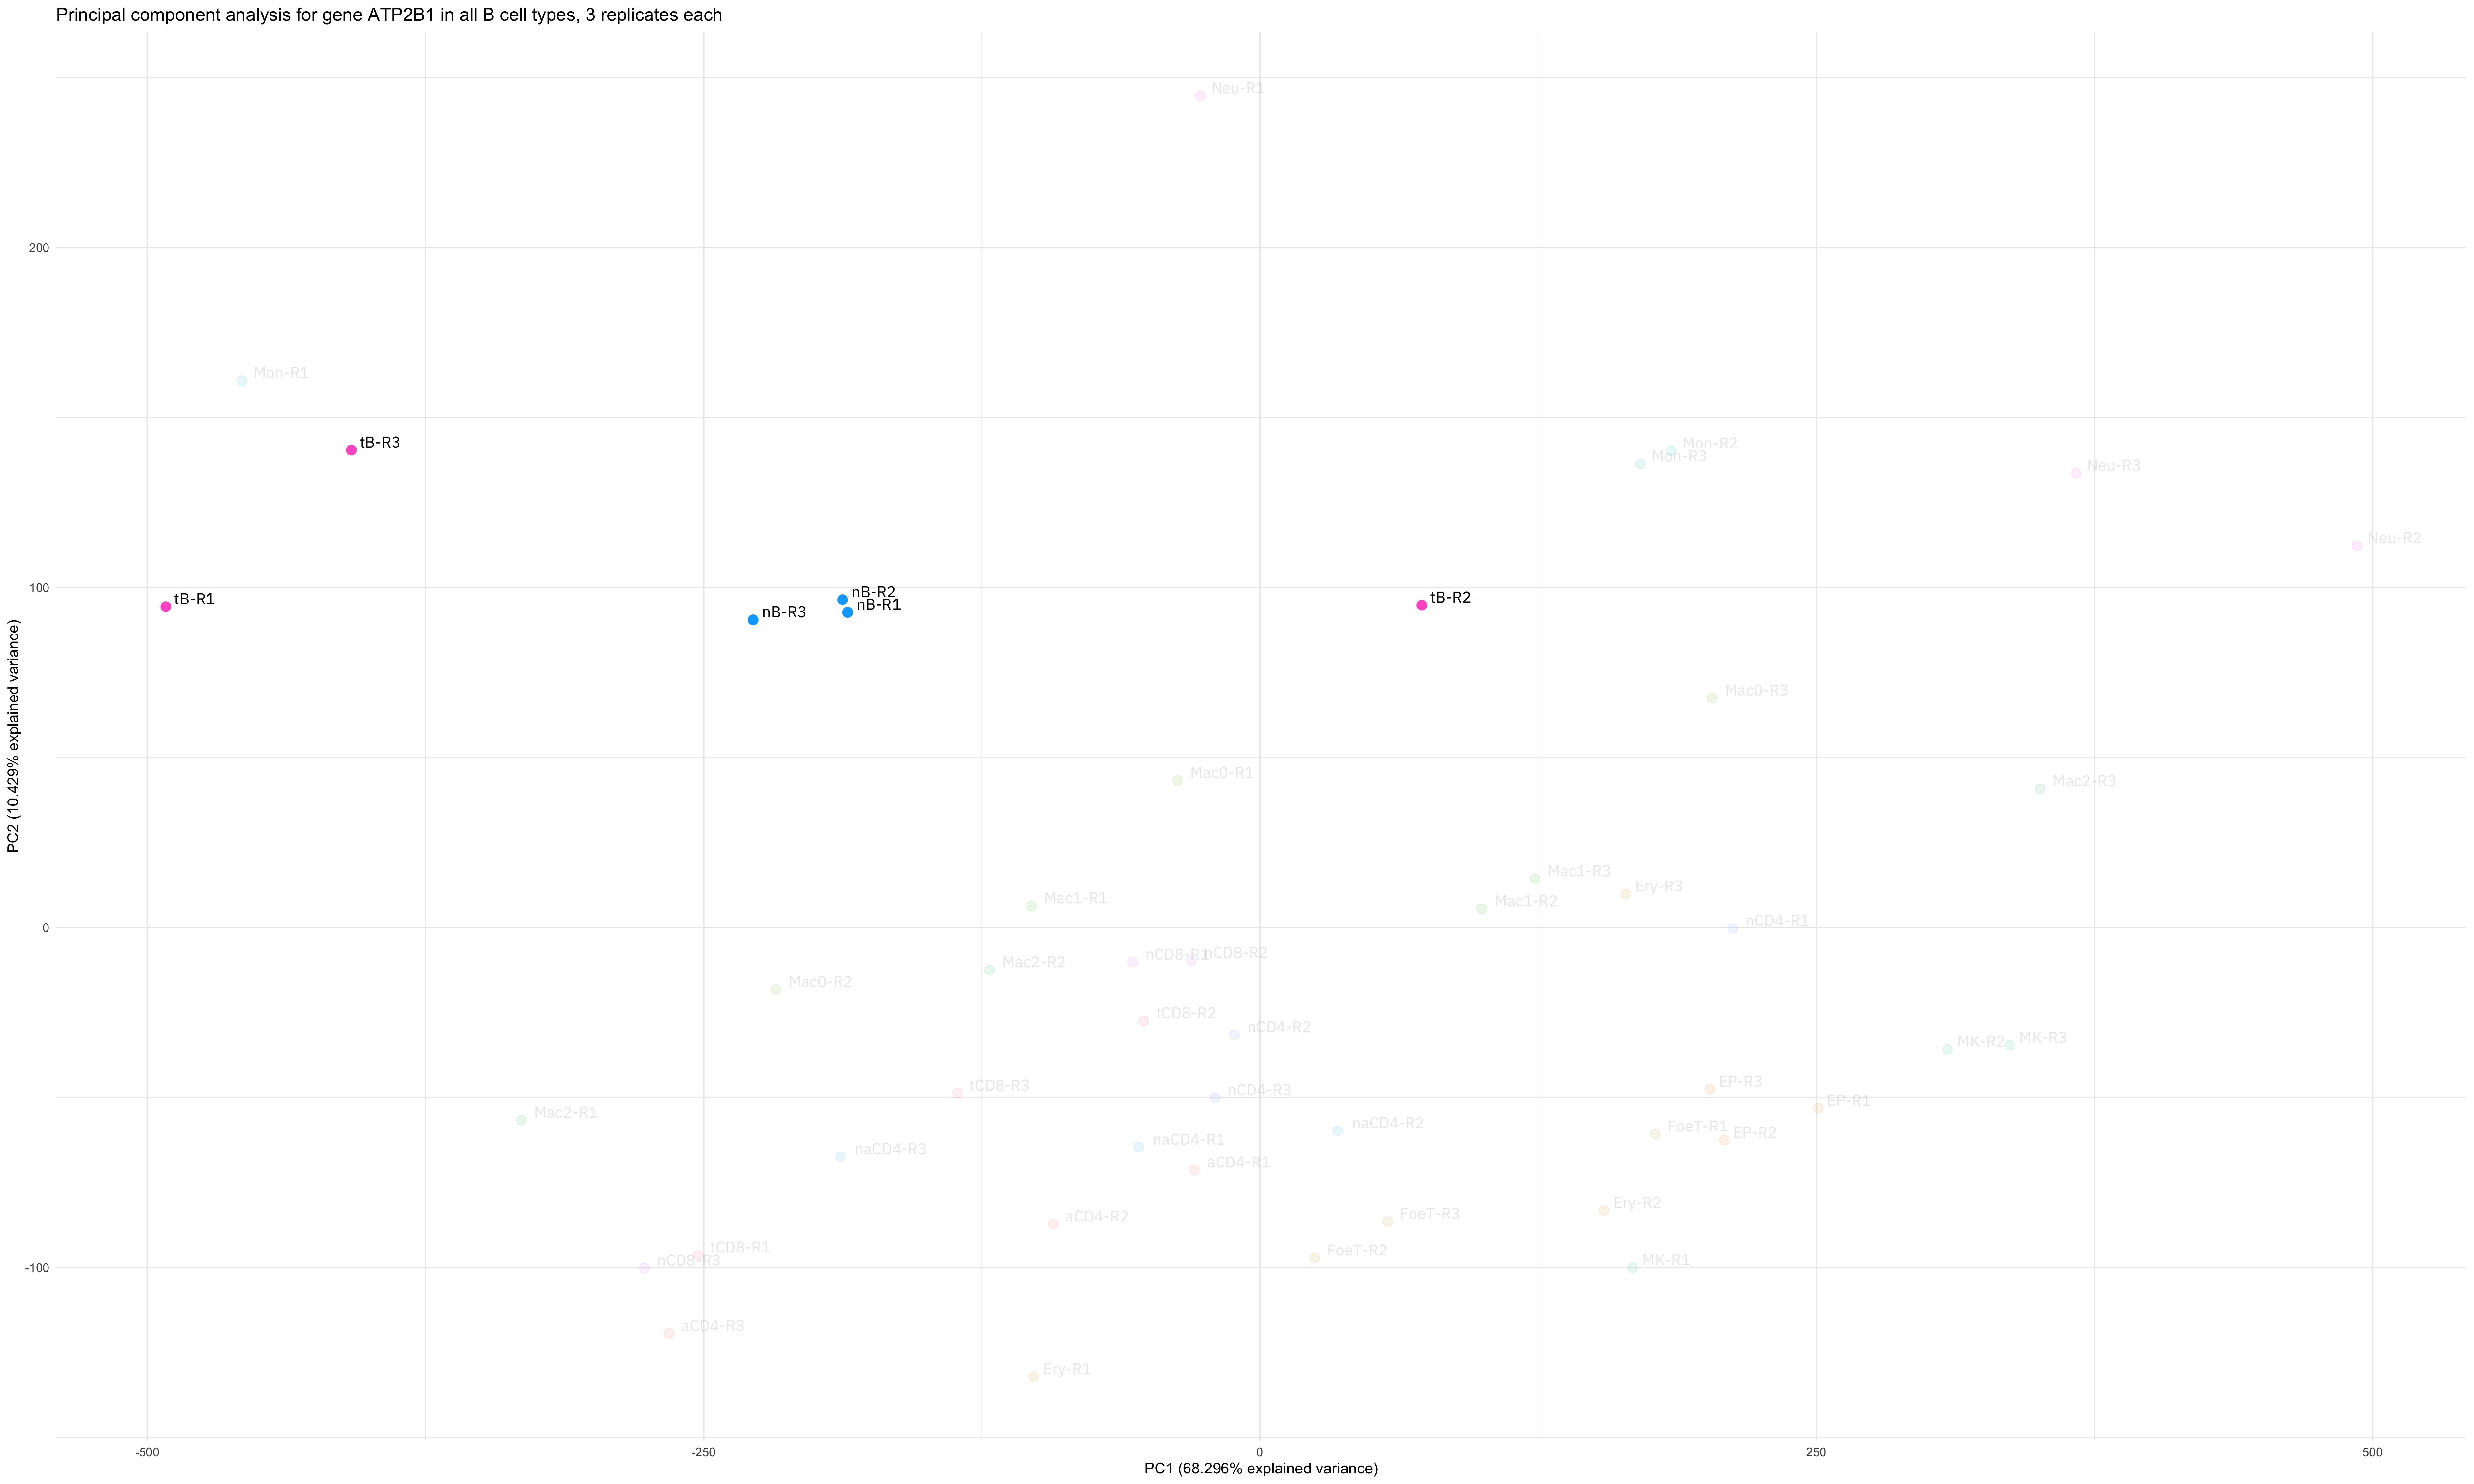 Principal component analysis for gene ATP2B1 in all B cell types, 3 replicates each
Neu-R1
200
Mon-R1
tB-R3
Mon-R2
Mon-R3
Neu-R3
Neu-R2
100
tB-R1
nB-R2
nB-R1
nB-R3
tB-R2
Mac0-R3
Mac0-R1
Mac2-R3
Mac1-R3
Ery-R3
Mac1-R1
Mac1-R2
nCD4-R1
0
nCD8-R1
nCD8-R2
Mac2-R2
Mac0-R2
tCD8-R2
nCD4-R2
MK-R2
MK-R3
tCD8-R3
nCD4-R3
EP-R3
EP-R1
Mac2-R1
naCD4-R2
FoeT-R1
EP-R2
naCD4-R3
naCD4-R1
aCD4-R1
Ery-R2
aCD4-R2
FoeT-R3
tCD8-R1
FoeT-R2
nCD8-R3
MK-R1
-100
aCD4-R3
Ery-R1
PC2 (10.429% explained variance)
-500
-250
0
250
500
PC1 (68.296% explained variance)